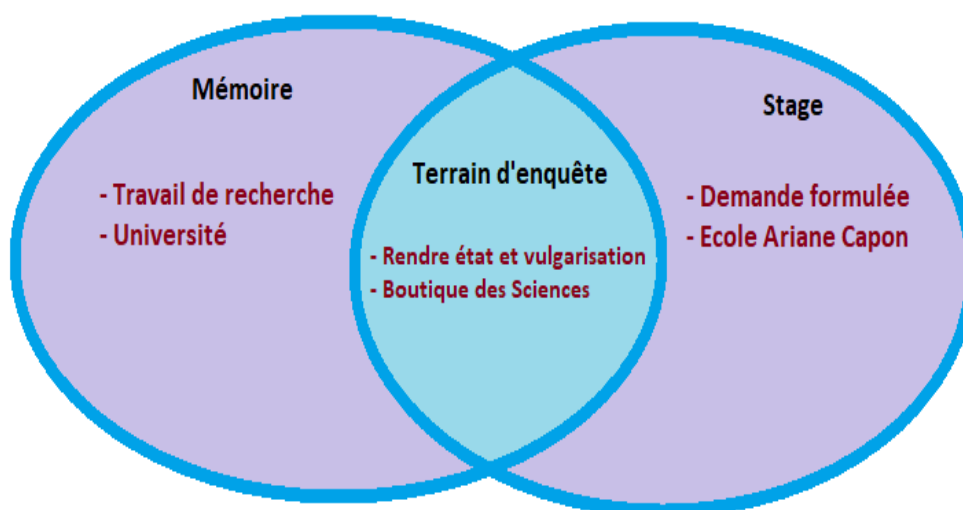 Mémoire
- Travail de recherche
- Université
Terrain d'enquête
- Rendre état et vulgarisation
- Boutique des Sciences
Stage
- Demande formulée
- Ecole Ariane Capon